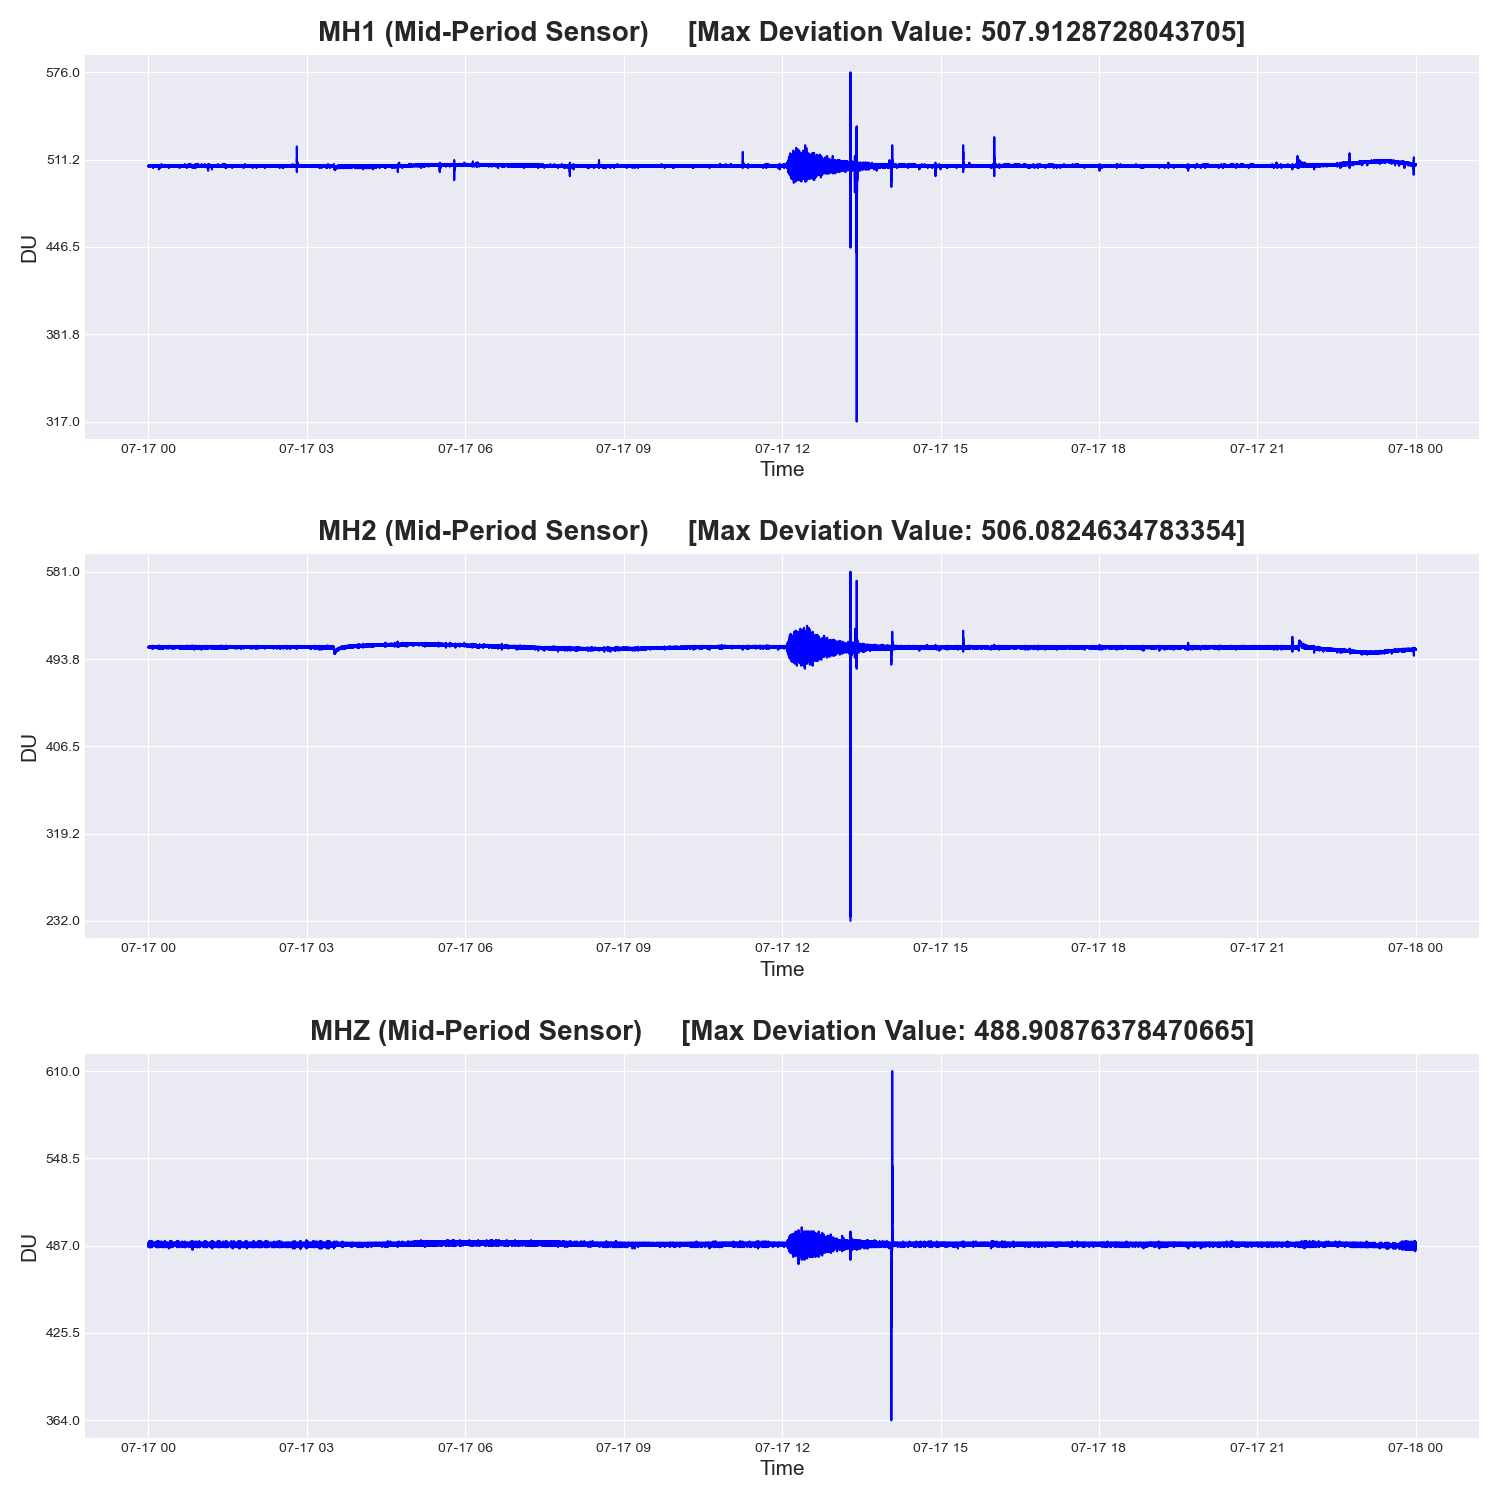 MH1 (Mid-Period Sensor) [Max Deviation Value: 507.9128728043705]
576.0
511.2
446.5
381.8
317.0
DU
07-17 00 07-17 03 07-17 06 07-17 09 07-17 12 07-17 15 07-17 18 07-17 21 07-18 00
Time
MH2 (Mid-Period Sensor) [Max Deviation Value: 506.0824634783354]
581.0
493.8
406.5
319.2
232.0
DU
07-17 00 07-17 03 07-17 06 07-17 09 07-17 12 07-17 15 07-17 18 07-17 21 07-18 00
Time
MHZ (Mid-Period Sensor) [Max Deviation Value: 488.90876378470665]
610.0
548.5
487.0
425.5
364.0
DU
07-17 00 07-17 03 07-17 06 07-17 09 07-17 12 07-17 15 07-17 18 07-17 21 07-18 00
Time